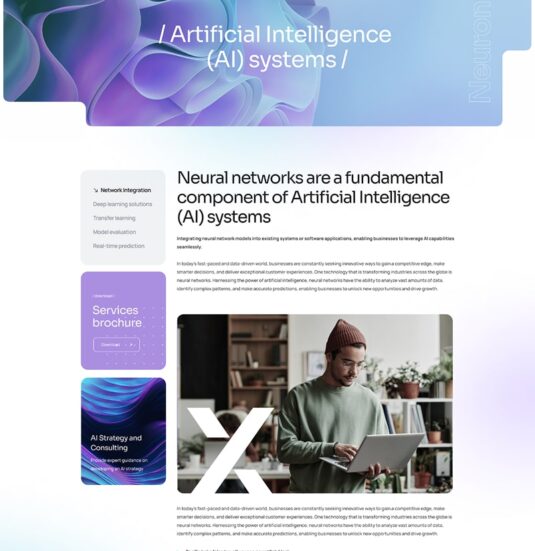 / Artificial Intelligence
(AI) systems /
Neuron
Network Integration
Deep learning solutions
Transfer learning
Model evaluation
Real-time prediction
/ download /
Services
brochure
Download
AI Strategy and
Consulting
Provide expert guidance on
developing an AI strategy
Neural networks are a fundamental
component of Artificial Intelligence
(AI) systems
Integrating neural network models into existing systems or software applications, enabling businesses to leverage AI capabilities
seamlessly.
In today's fast-paced and data-driven world, businesses are constantly seeking innovative ways to gain a competitive edge, make
smarter decisions, and deliver exceptional customer experiences. One technology that is transforming industries across the globe is
neural networks. Harnessing the power of artificial intelligence, neural networks have the ability to analyze vast amounts of data,
identify complex patterns, and make accurate predictions, enabling businesses to unlock new opportunities and drive growth.
In today's fast-paced and data-driven world, businesses are constantly seeking innovative ways to gain a competitive edge, make
smarter decisions, and deliver exceptional customer experiences. One technology that is transforming industries across the globe is
neural networks. Harnessing the power of artificial intelligence, neural networks have the ability to analyze vast amounts of data,
identify complex patterns, and make accurate predictions, enabling businesses to unlock new opportunities and drive growth.